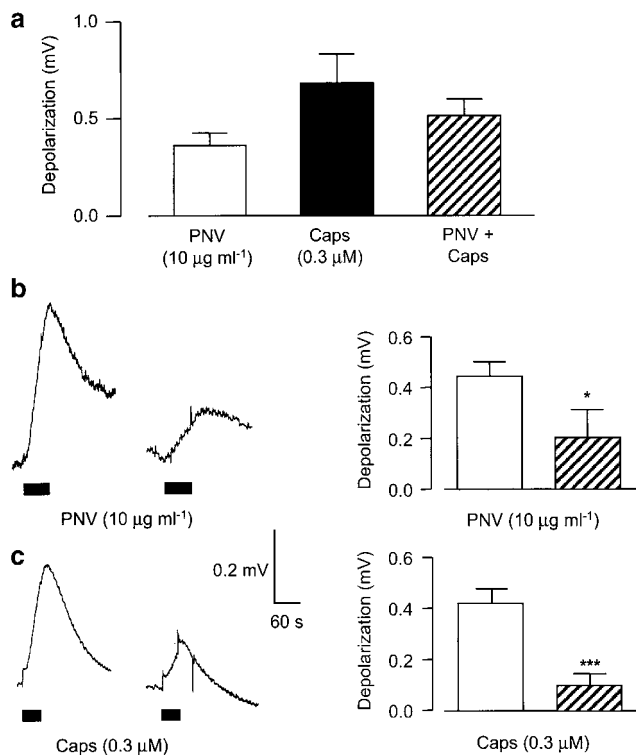 a
Depolarization (mV)
1.0
0.5
0.0
PNV
(10 μg ml⁻¹)
Caps
(0.3 μM)
PNV +
Caps
b
PNV (10 μg ml⁻¹)
Depolarization (mV)
0.6
0.4
0.2
0.0
*
PNV (10 μg ml⁻¹)
c
0.2 mV
60 s
Caps (0.3 μM)
Depolarization (mV)
0.6
0.4
0.2
0.0
***
Caps (0.3 μM)